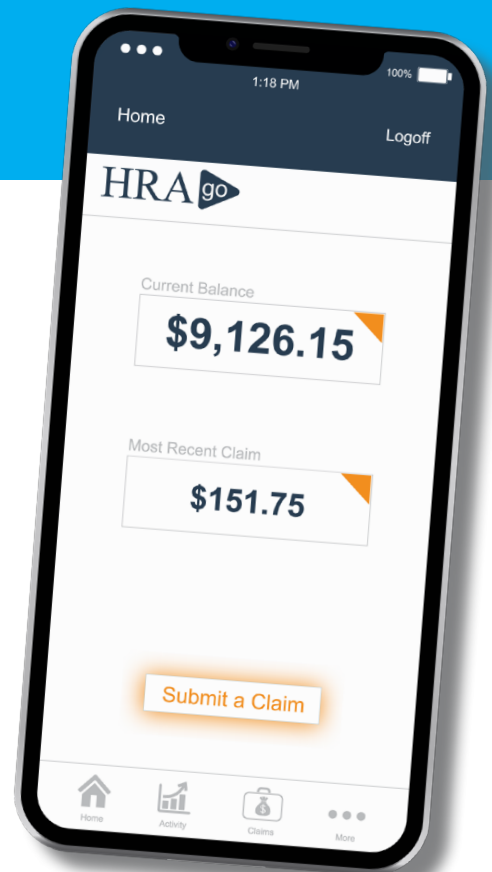 1:18 PM
100%
Home
Logoff
HRA go
Current Balance
$9,126.15
Most Recent Claim
$151.75
Submit a Claim
Home
Activity
Claims
More